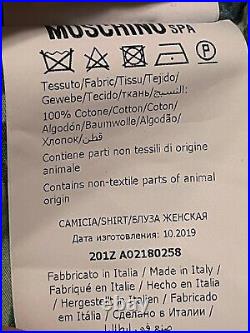 MOSCHINO SPA
Tessuto/Fabric/Tissu/Tejido/
Gewebe/Tecido/ткань/النسيج:
100% Cotone/Cotton/Coton/
Algodón/Baumwolle/Algodão/
Хлопок/قطن
Contiene parti non tessili di origine
animale
Contains non-textile parts of animal
origin
CAMICIA/SHIRT/БЛУЗА ЖЕНСКАЯ
Дата изготовления: 10.2019
201Z A02180258
Fabbricato in Italia / Made in Italy /
Fabriqué en Italie / Hecho en Italia
/ Hergestellt in Italien / Fabricado
em Itália / Сделано в Италии /
صنع في إيطاليا